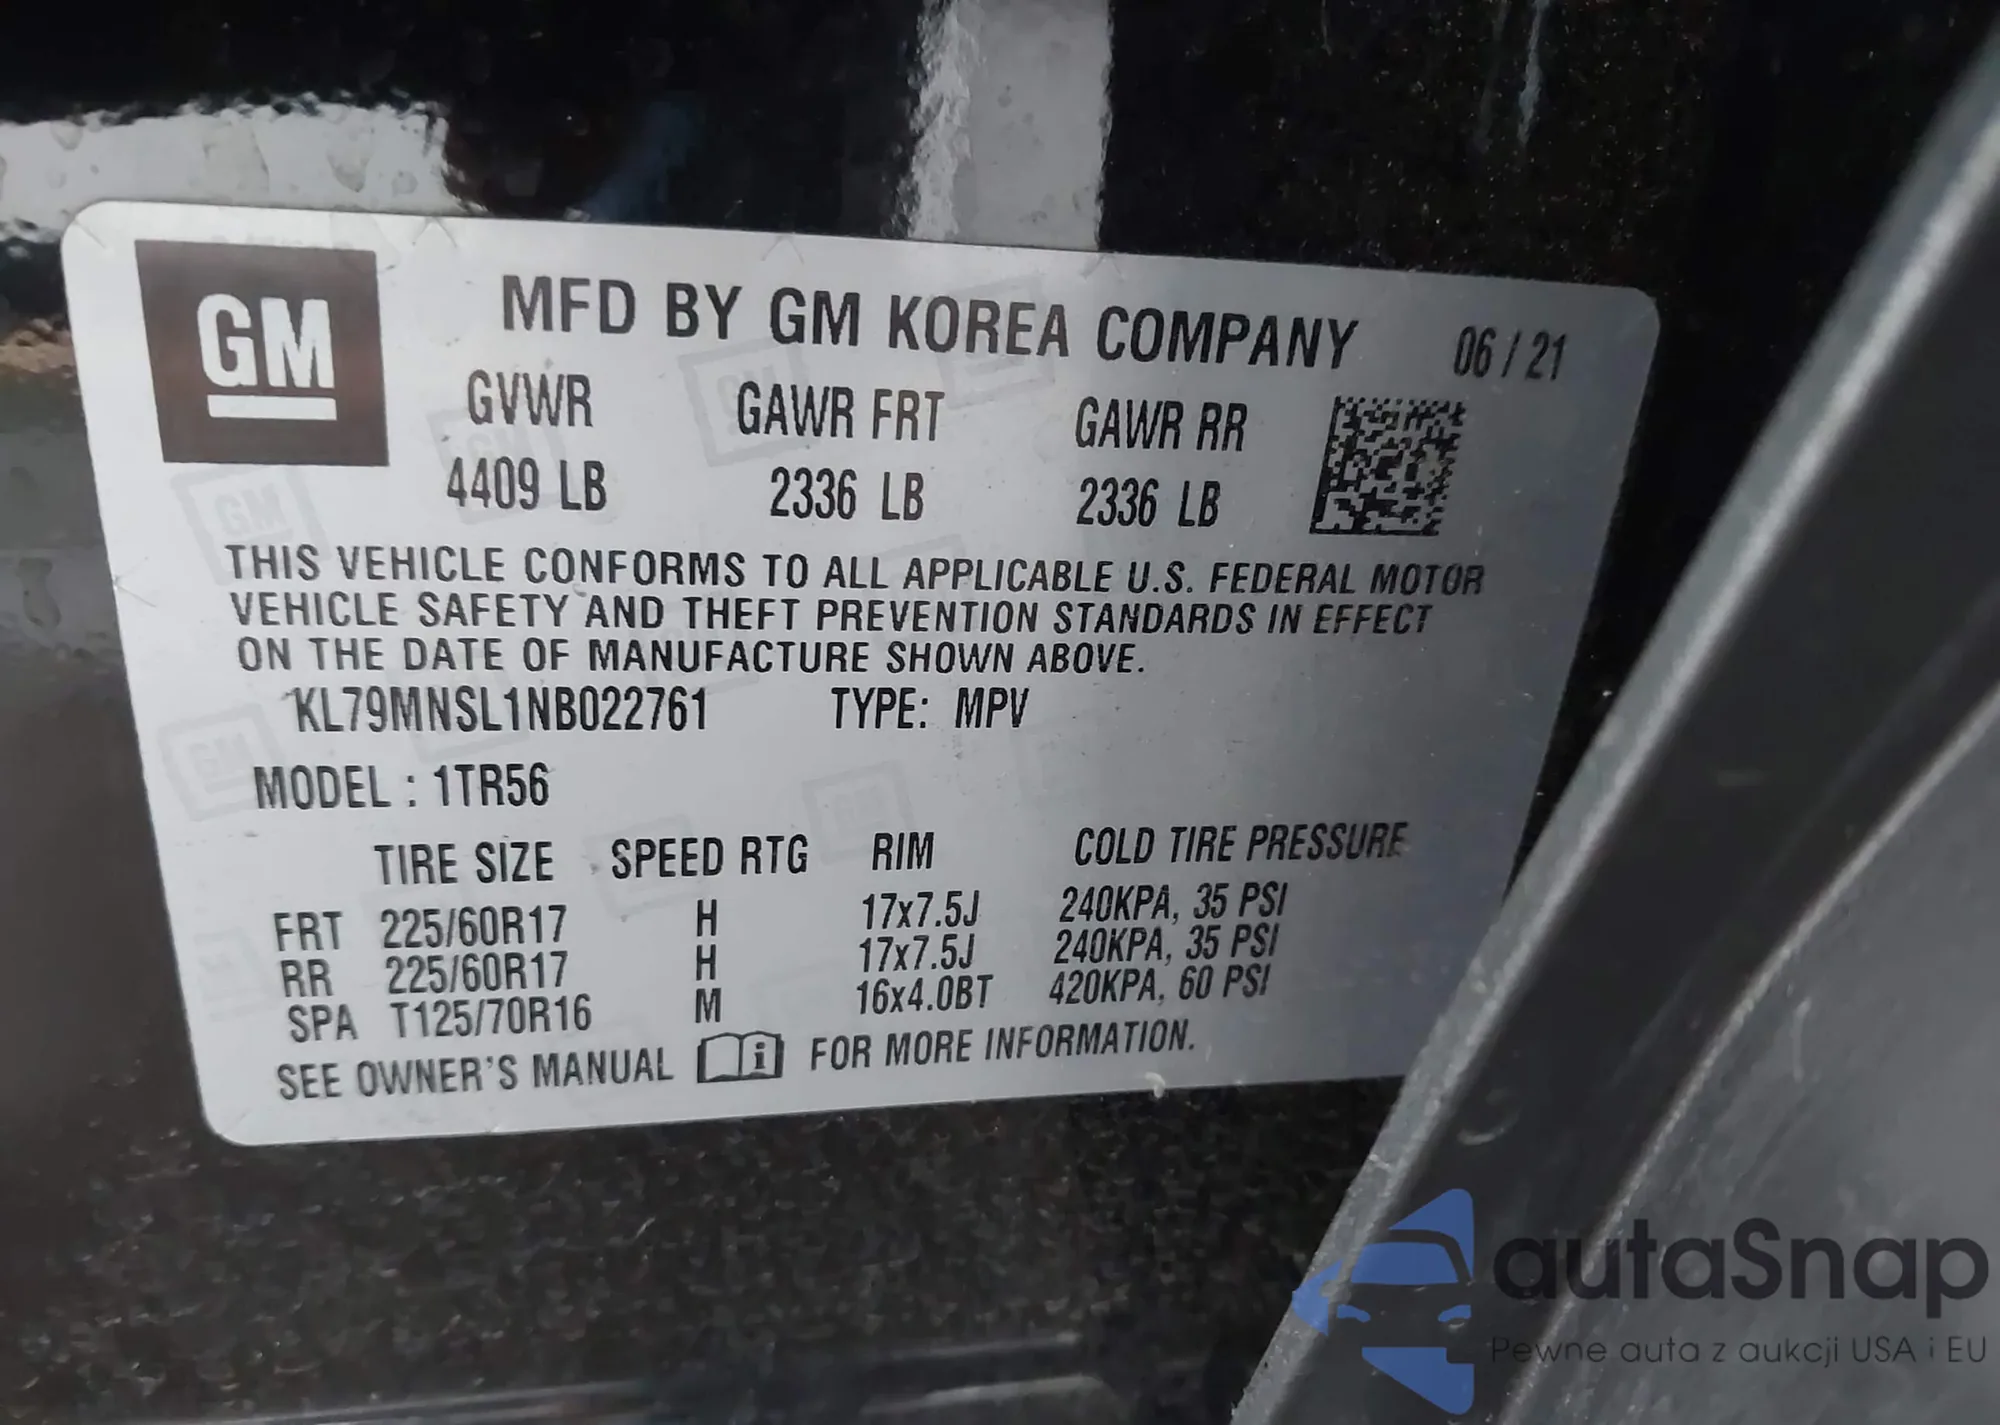 GM
MFD BY GM KOREA COMPANY 06 / 21
GVWR GAWR FRT GAWR RR
4409 LB 2336 LB 2336 LB
THIS VEHICLE CONFORMS TO ALL APPLICABLE U.S. FEDERAL MOTOR
VEHICLE SAFETY AND THEFT PREVENTION STANDARDS IN EFFECT
ON THE DATE OF MANUFACTURE SHOWN ABOVE.
KL79MNSL1NB022761 TYPE: MPV
MODEL : 1TR56
TIRE SIZE SPEED RTG RIM COLD TIRE PRESSURE
FRT 225/60R17 H 17x7.5J 240KPA, 35 PSI
RR 225/60R17 H 17x7.5J 240KPA, 35 PSI
SPA T125/70R16 M 16x4.0BT 420KPA, 60 PSI
SEE OWNER'S MANUAL i FOR MORE INFORMATION.
autaSnap
Pewne auta z aukcji USA i EU